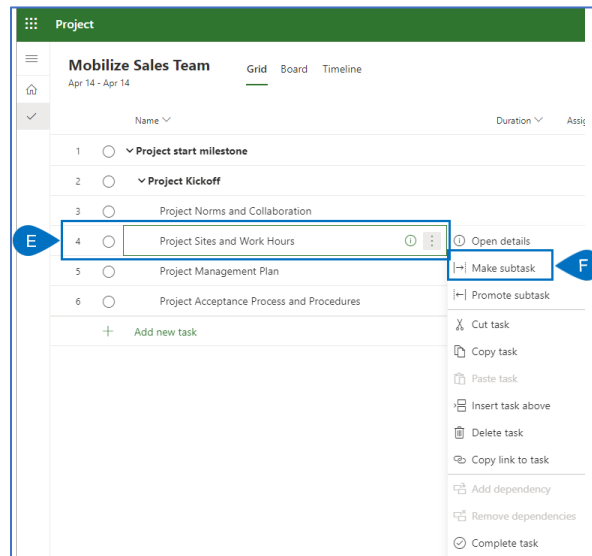 Project
Mobilize Sales Team
Grid Board Timeline
Apr 14 - Apr 14
Name Duration
1 Project start milestone
2 Project Kickoff
3 Project Norms and Collaboration
E 4 Project Sites and Work Hours
5 Project Management Plan
6 Project Acceptance Process and Procedures
Add new task
Open details
Make subtask F
Promote subtask
Cut task
Copy task
Paste task
Insert task above
Delete task
Copy link to task
Add dependency
Remove dependencies
Complete task